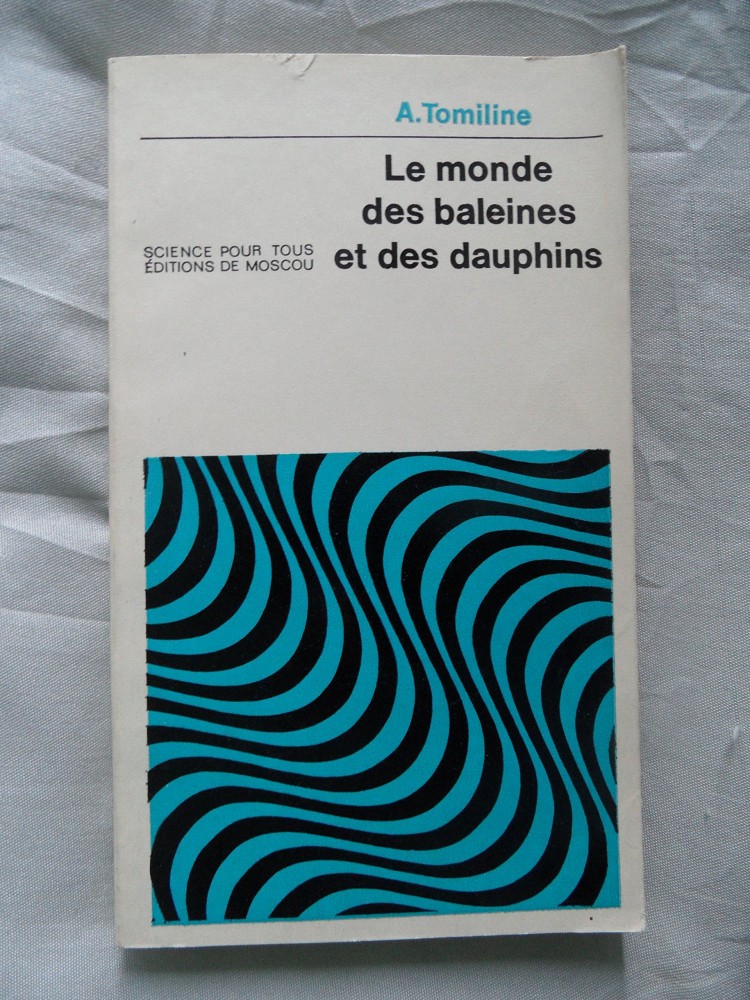 A.Tomiline
Le monde
des baleines
et des dauphins
SCIENCE POUR TOUS
ÉDITIONS DE MOSCOU